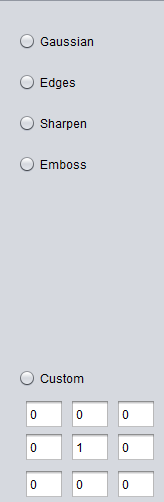 Gaussian
Edges
Sharpen
Emboss
Custom
0 0 0
0 1 0
0 0 0